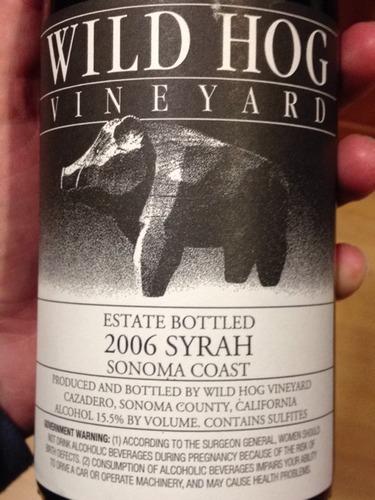 WILD HOG
VINEYARD
ESTATE BOTTLED
2006 SYRAH
SONOMA COAST
PRODUCED AND BOTTLED BY WILD HOG VINEYARD
CAZADERO, SONOMA COUNTY, CALIFORNIA
ALCOHOL 15.5% BY VOLUME. CONTAINS SULFITES
GOVERNMENT WARNING: (1) ACCORDING TO THE SURGEON GENERAL, WOMEN SHOULD
NOT DRINK ALCOHOLIC BEVERAGES DURING PREGNANCY BECAUSE OF THE RISK OF
BIRTH DEFECTS. (2) CONSUMPTION OF ALCOHOLIC BEVERAGES IMPAIRS YOUR ABILITY
TO DRIVE A CAR OR OPERATE MACHINERY, AND MAY CAUSE HEALTH PROBLEMS.